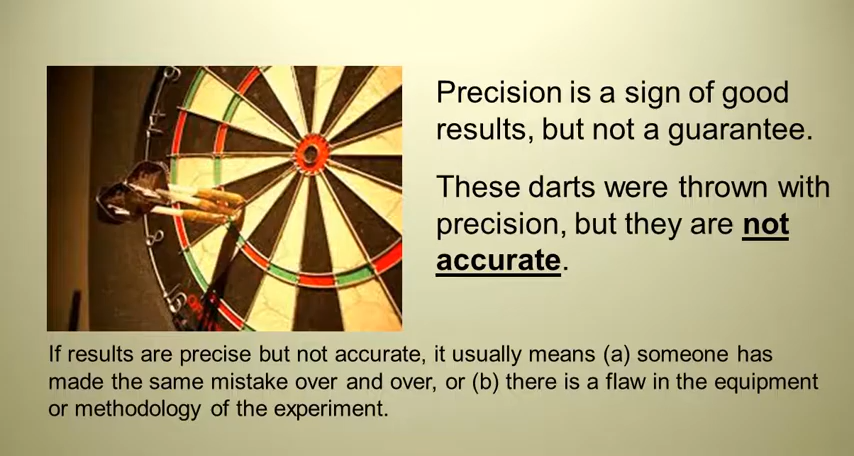 Precision is a sign of good
results, but not a guarantee.
These darts were thrown with
precision, but they are not
accurate.
If results are precise but not accurate, it usually means (a) someone has
made the same mistake over and over, or (b) there is a flaw in the equipment
or methodology of the experiment.